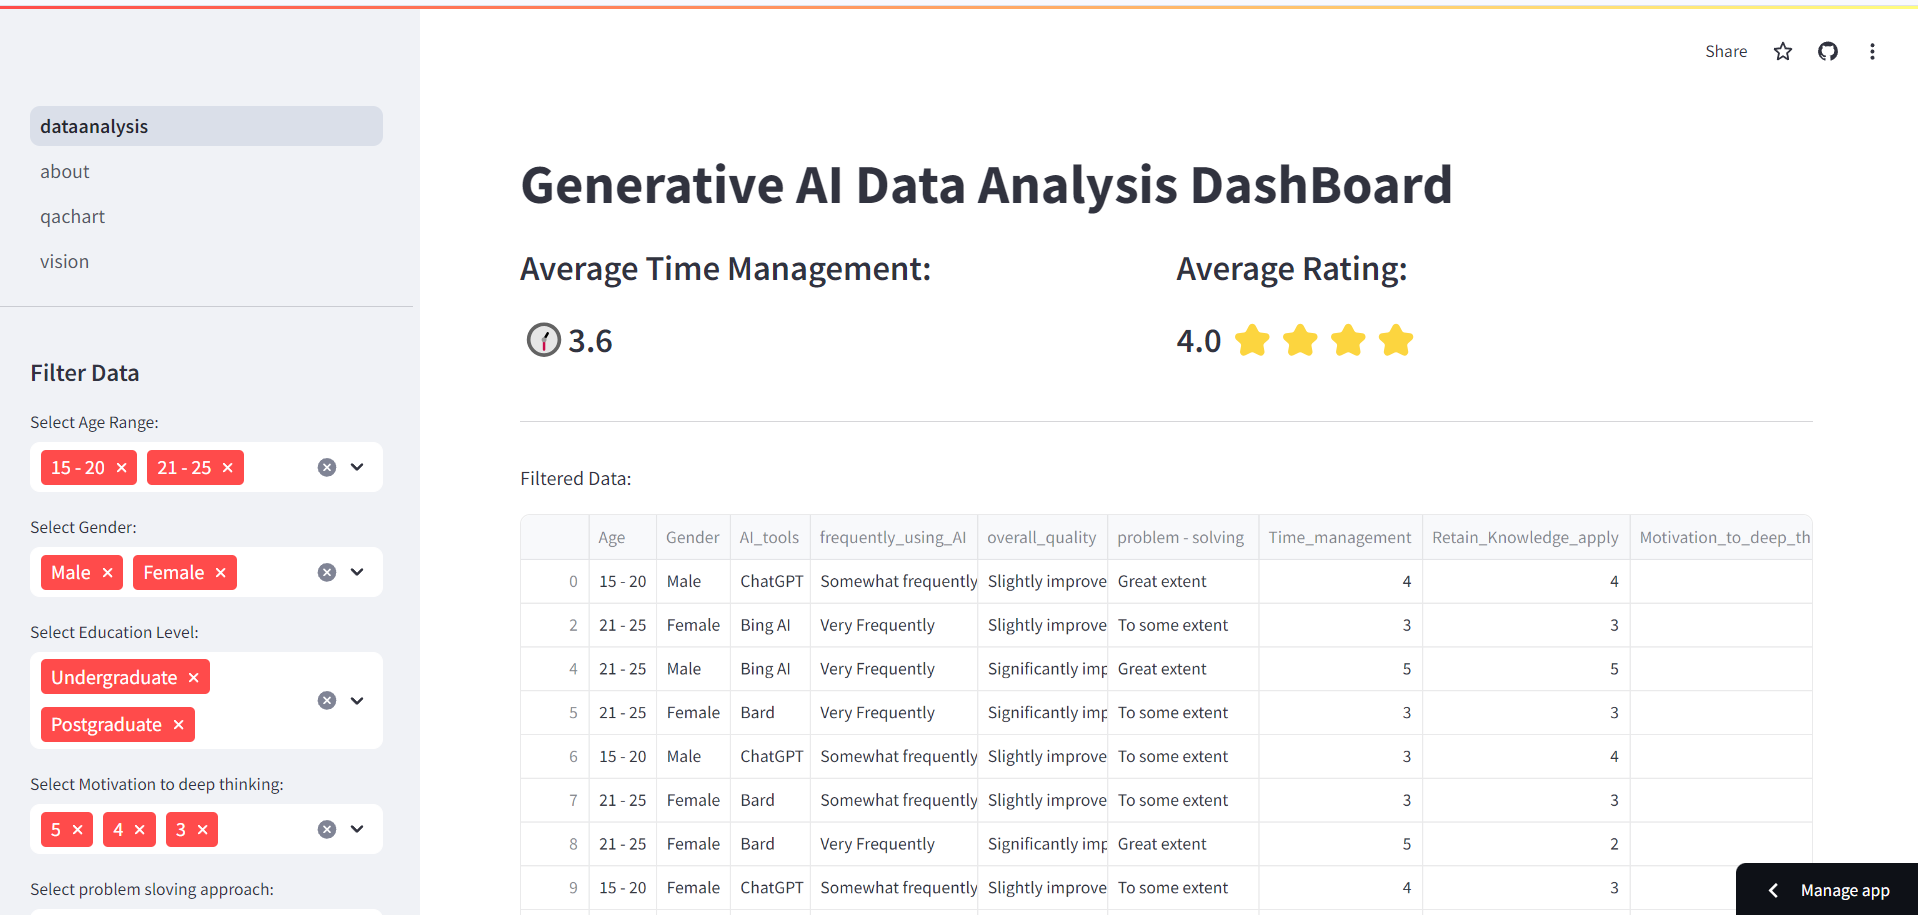 Share
dataanalysis
about
qachart
vision
Filter Data
Select Age Range:
15 - 20 21 - 25
Select Gender:
Male Female
Select Education Level:
Undergraduate
Postgraduate
Select Motivation to deep thinking:
5 4 3
Select problem sloving approach:
Generative AI Data Analysis DashBoard
Average Time Management: Average Rating:
3.6 4.0
Filtered Data:
Age Gender AI_tools frequently_using_AI overall_quality problem - solving Time_management Retain_Knowledge_apply Motivation_to_deep_th
0 15 - 20 Male ChatGPT Somewhat frequently Slightly improve Great extent 4 4
2 21 - 25 Female Bing AI Very Frequently Slightly improve To some extent 3 3
4 21 - 25 Male Bing AI Very Frequently Significantly imp Great extent 5 5
5 21 - 25 Female Bard Very Frequently Significantly imp To some extent 3 3
6 15 - 20 Male ChatGPT Somewhat frequently Slightly improve To some extent 3 4
7 21 - 25 Female Bard Somewhat frequently Slightly improve To some extent 3 3
8 21 - 25 Female Bard Very Frequently Significantly imp Great extent 5 2
9 15 - 20 Female ChatGPT Somewhat frequently Slightly improve To some extent 4 3
Manage app